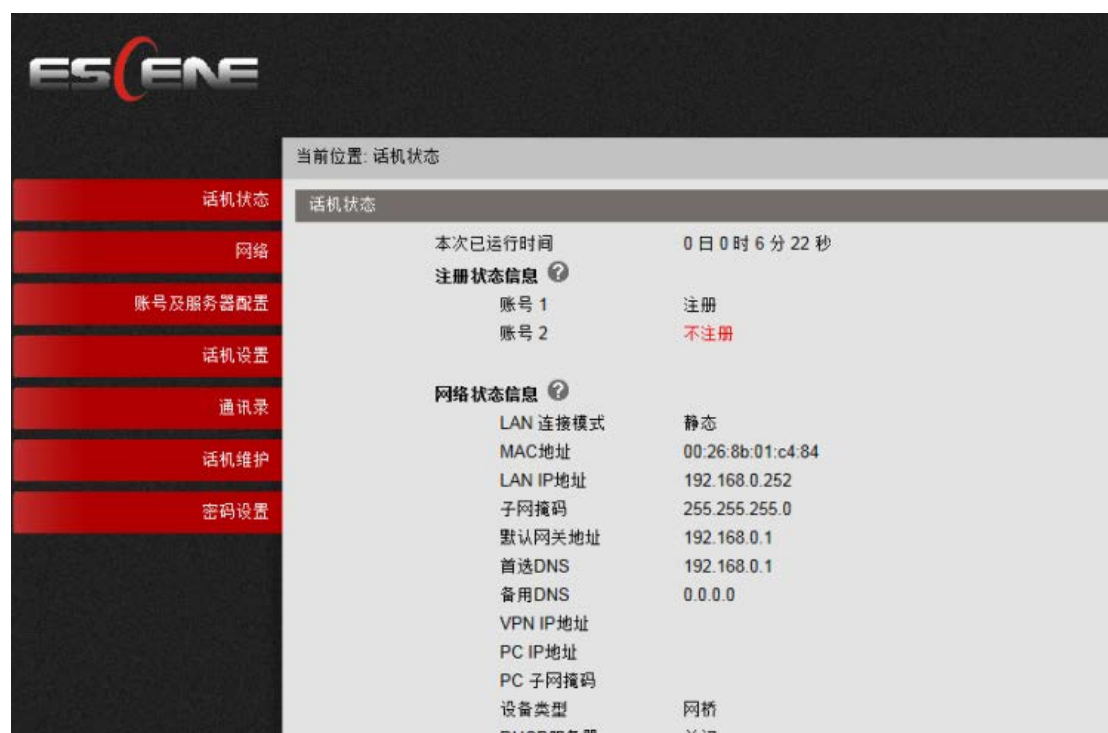 ESCENE
当前位置: 话机状态
话机状态
网络
账号及服务器配置
话机设置
通讯录
话机维护
密码设置
话机状态
本次已运行时间 0 日 0 时 6 分 22 秒
注册状态信息 ?
账号 1 注册
账号 2 不注册
网络状态信息 ?
LAN 连接模式 静态
MAC地址 00:26:8b:01:c4:84
LAN IP地址 192.168.0.252
子网掩码 255.255.255.0
默认网关地址 192.168.0.1
首选DNS 192.168.0.1
备用DNS 0.0.0.0
VPN IP地址
PC IP地址
PC 子网掩码
设备类型 网桥